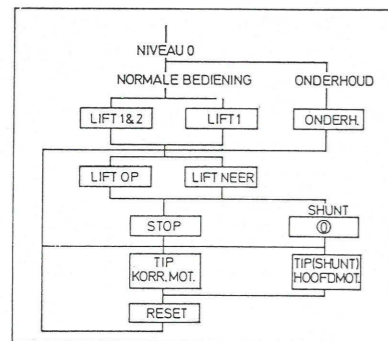 NIVEAU 0
NORMALE BEDIENING ONDERHOUD
LIFT 1&2 LIFT 1 ONDERH.
LIFT OP LIFT NEER
SHUNT
STOP 0
TIP TIP(SHUNT)
KORR. MOT. HOOFDMOT.
RESET